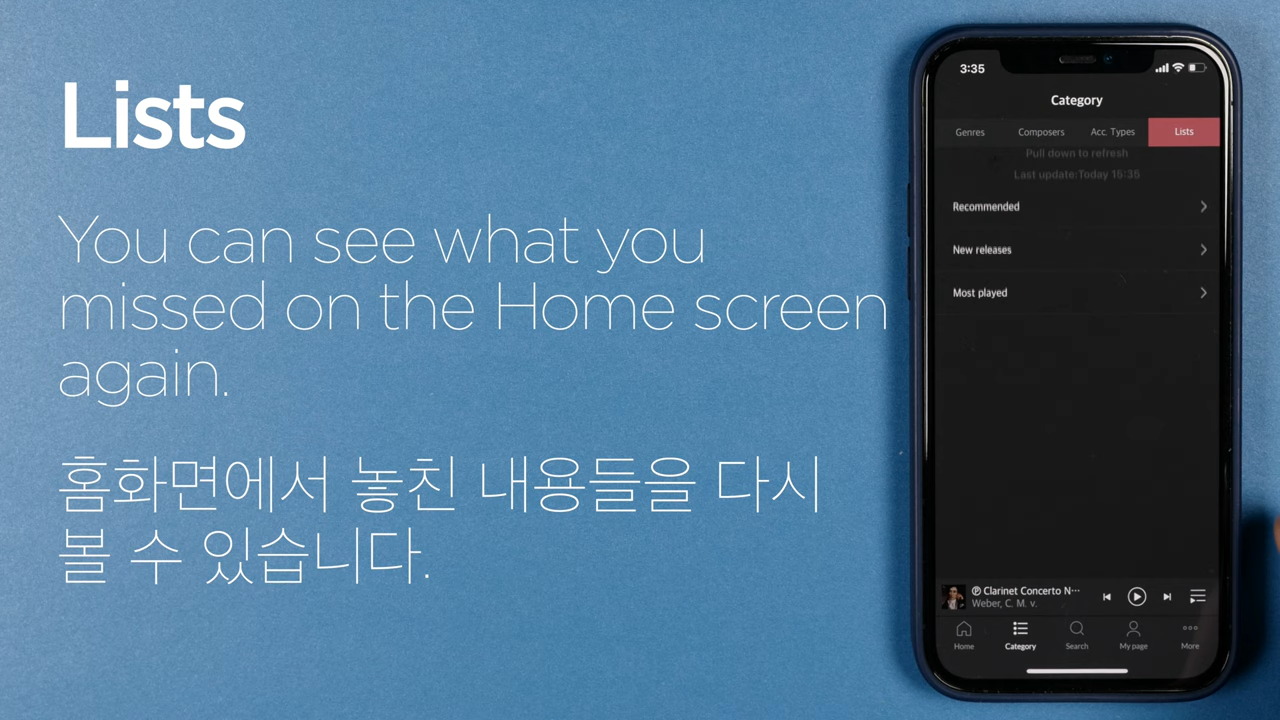 Lists
You can see what you
missed on the Home screen
again.
홈화면에서 놓친 내용들을 다시
볼 수 있습니다.
3:35
Category
Genres Composers Acc. Types Lists
Pull down to refresh
Last update:Today 16:35
Recommended
New releases
Most played
Ⓟ Clarinet Concerto N···
Weber, C. M. v.
Home Category Search My page More